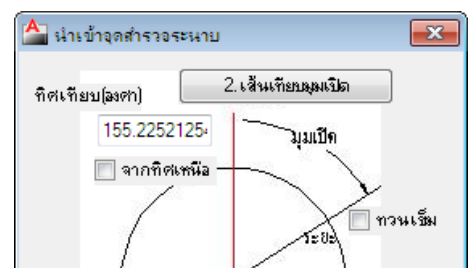 นำเข้าจุดสำรวจระนาบ
ทิศเทียบ(องศา)
2.เส้นเทียบมุมเปิด
155.2252125
มุมเปิด
จากทิศเหนือ
ทวนเข็ม
ระยะ